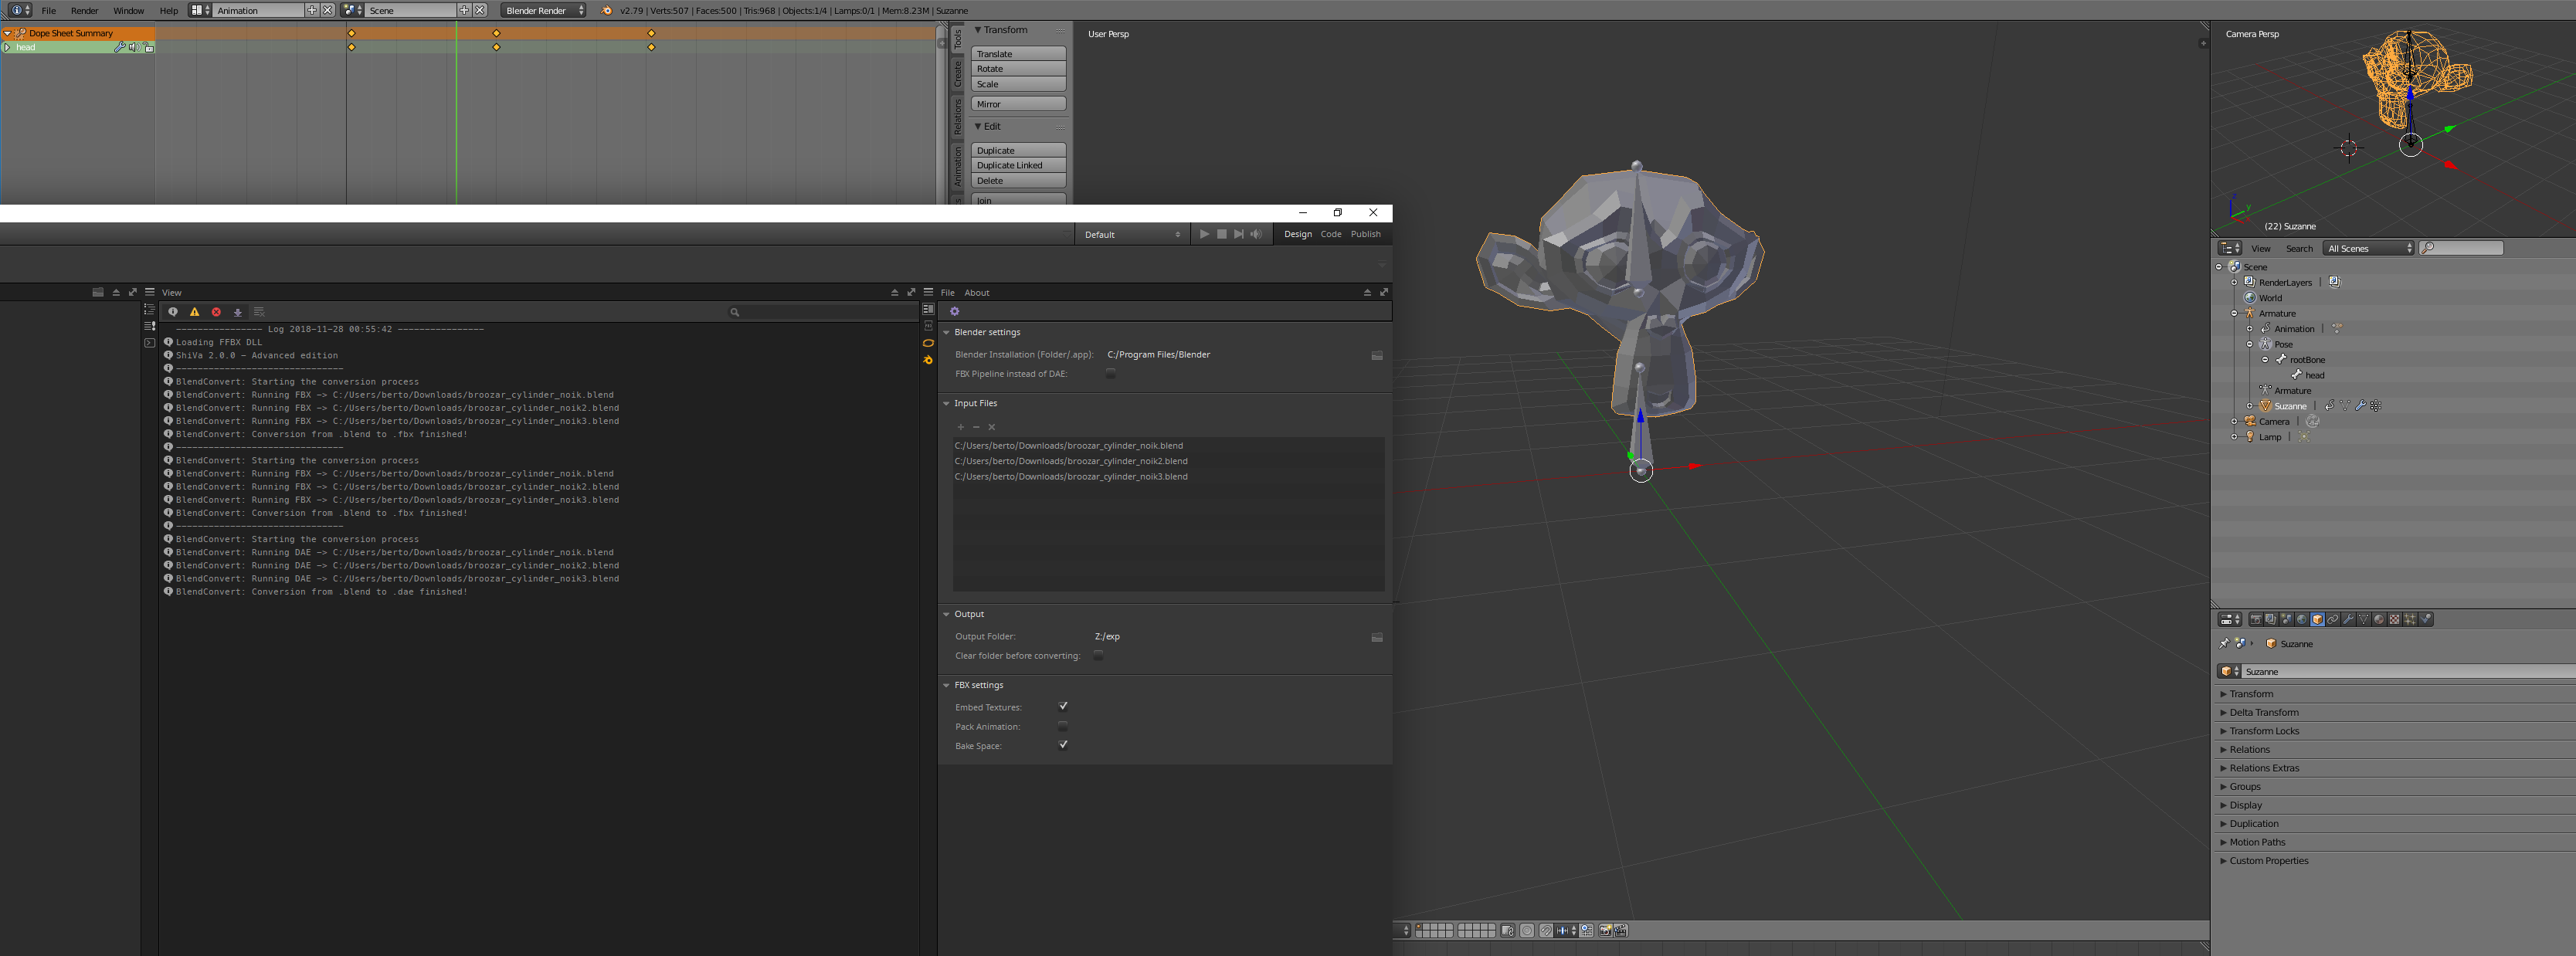 File Render Window Help Animation Scene Blender Render v2.79 | Verts:507 | Faces:500 | Tris:968 | Objects:1/4 | Lamps:0/1 | Mem:8.23M | Suzanne
Dope Sheet Summary
head
Tools
Create
Relations
Animation
Transform
Translate
Rotate
Scale
Mirror
Edit
Duplicate
Duplicate Linked
Delete
Join
User Persp
Camera Persp
(22) Suzanne
Default
Design Code Publish
View
---------------- Log 2018-11-28 00:55:42 ----------------
Loading FFBX DLL
ShiVa 2.0.0 - Advanced edition
-------------------------------
BlendConvert: Starting the conversion process
BlendConvert: Running FBX -> C:/Users/berto/Downloads/broozar_cylinder_noik.blend
BlendConvert: Running FBX -> C:/Users/berto/Downloads/broozar_cylinder_noik2.blend
BlendConvert: Running FBX -> C:/Users/berto/Downloads/broozar_cylinder_noik3.blend
BlendConvert: Conversion from .blend to .fbx finished!
-------------------------------
BlendConvert: Starting the conversion process
BlendConvert: Running FBX -> C:/Users/berto/Downloads/broozar_cylinder_noik.blend
BlendConvert: Running FBX -> C:/Users/berto/Downloads/broozar_cylinder_noik2.blend
BlendConvert: Running FBX -> C:/Users/berto/Downloads/broozar_cylinder_noik3.blend
BlendConvert: Conversion from .blend to .fbx finished!
-------------------------------
BlendConvert: Starting the conversion process
BlendConvert: Running DAE -> C:/Users/berto/Downloads/broozar_cylinder_noik.blend
BlendConvert: Running DAE -> C:/Users/berto/Downloads/broozar_cylinder_noik2.blend
BlendConvert: Running DAE -> C:/Users/berto/Downloads/broozar_cylinder_noik3.blend
BlendConvert: Conversion from .blend to .dae finished!
File About
Blender settings
Blender Installation (Folder/.app): C:/Program Files/Blender
FBX Pipeline instead of DAE:
Input Files
C:/Users/berto/Downloads/broozar_cylinder_noik.blend
C:/Users/berto/Downloads/broozar_cylinder_noik2.blend
C:/Users/berto/Downloads/broozar_cylinder_noik3.blend
Output
Output Folder: Z:/exp
Clear folder before converting:
FBX settings
Embed Textures:
Pack Animation:
Bake Space:
View Search All Scenes
Scene
RenderLayers
World
Armature
Animation
Pose
rootBone
head
Armature
Suzanne
Camera
Lamp
Suzanne
Suzanne
Transform
Delta Transform
Transform Locks
Relations
Relations Extras
Groups
Display
Duplication
Motion Paths
Custom Properties